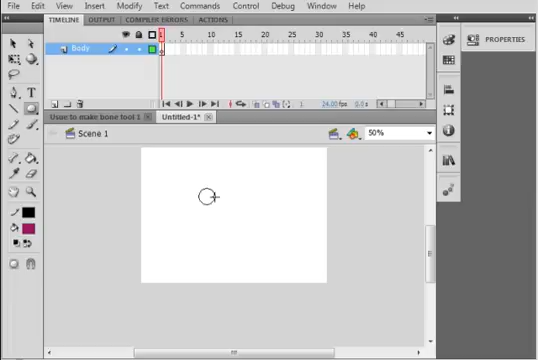 File Edit View Insert Modify Text Commands Control Debug Window Help
TIMELINE OUTPUT COMPILER ERRORS ACTIONS
PROPERTIES
1 5 10 15 20 25 30 35 40 45
Body
1 24.00 fps 0.0 s
Usue to make bone tool 1 Untitled-1*
Scene 1 50%
T